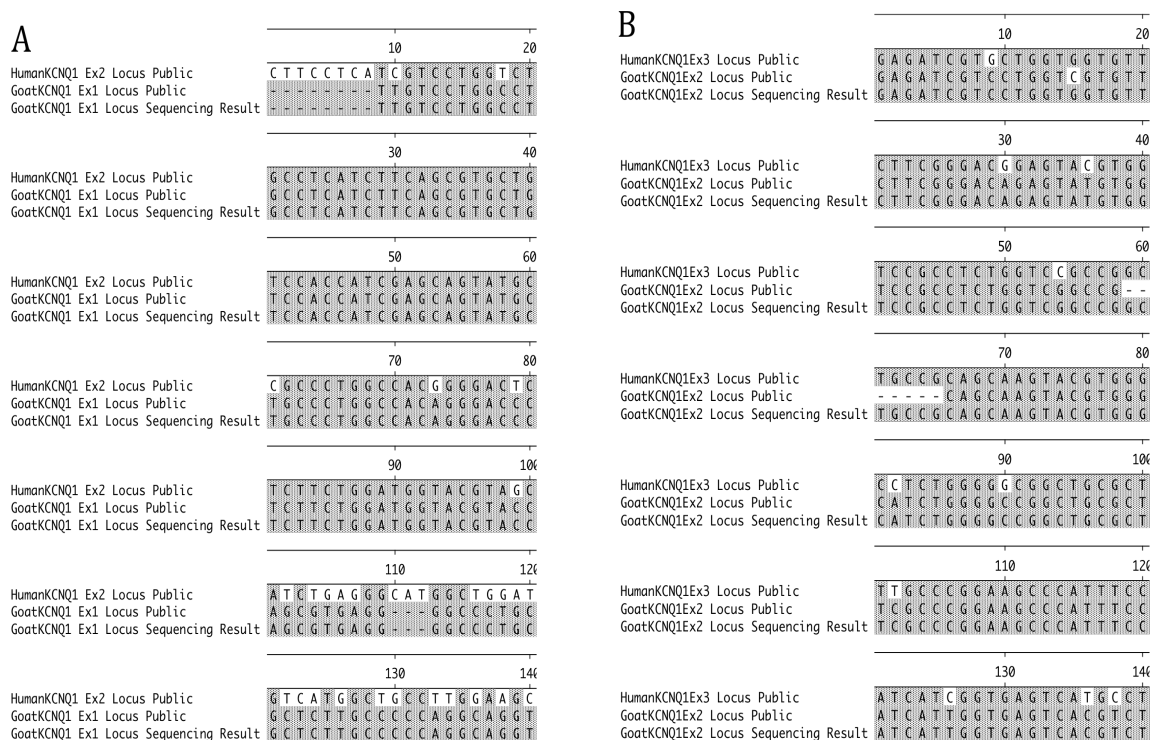 A
10 20
HumanKCNQ1 Ex2 Locus Public C T T C C T C A T C G T C C T G G T C T
GoatKCNQ1 Ex1 Locus Public - - - - - - - - T T G T C C T G G C C T
GoatKCNQ1 Ex1 Locus Sequencing Result - - - - - - - - T T G T C C T G G C C T
30 40
HumanKCNQ1 Ex2 Locus Public G C C T C A T C T T C A G C G T G C T G
GoatKCNQ1 Ex1 Locus Public G C C T C A T C T T C A G C G T G C T G
GoatKCNQ1 Ex1 Locus Sequencing Result G C C T C A T C T T C A G C G T G C T G
50 60
HumanKCNQ1 Ex2 Locus Public T C C A C C A T C G A G C A G T A T G C
GoatKCNQ1 Ex1 Locus Public T C C A C C A T C G A G C A G T A T G C
GoatKCNQ1 Ex1 Locus Sequencing Result T C C A C C A T C G A G C A G T A T G C
70 80
HumanKCNQ1 Ex2 Locus Public C G C C C T G G C C A C G G G G A C T C
GoatKCNQ1 Ex1 Locus Public T G C C C T G G C C A C A G G G A C C C
GoatKCNQ1 Ex1 Locus Sequencing Result T G C C C T G G C C A C A G G G A C C C
90 100
HumanKCNQ1 Ex2 Locus Public T C T T C T G G A T G G T A C G T A G C
GoatKCNQ1 Ex1 Locus Public T C T T C T G G A T G G T A C G T A C C
GoatKCNQ1 Ex1 Locus Sequencing Result T C T T C T G G A T G G T A C G T A C C
110 120
HumanKCNQ1 Ex2 Locus Public A T C T G A G G G C A T G G C T G G A T
GoatKCNQ1 Ex1 Locus Public A G C G T G A G G - - - G G C C C T G C
GoatKCNQ1 Ex1 Locus Sequencing Result A G C G T G A G G - - - G G C C C T G C
130 140
HumanKCNQ1 Ex2 Locus Public G T C A T G G C T G C C T T G G A A G C
GoatKCNQ1 Ex1 Locus Public G C T C T T G C C C C C A G G C A G G T
GoatKCNQ1 Ex1 Locus Sequencing Result G C T C T T G C C C C C A G G C A G G T
B
10 20
HumanKCNQ1Ex3 Locus Public G A G A T C G T G C T G G T G G T G T T
GoatKCNQ1Ex2 Locus Public G A G A T C G T C C T G G T C G T G T T
GoatKCNQ1Ex2 Locus Sequencing Result G A G A T C G T C C T G G T G G T G T T
30 40
HumanKCNQ1Ex3 Locus Public C T T C G G G A C G G A G T A C G T G G
GoatKCNQ1Ex2 Locus Public C T T C G G G A C A G A G T A T G T G G
GoatKCNQ1Ex2 Locus Sequencing Result C T T C G G G A C A G A G T A T G T G G
50 60
HumanKCNQ1Ex3 Locus Public T C C G C C T C T G G T C C G C C G G C
GoatKCNQ1Ex2 Locus Public T C C G C C T C T G G T C G G C C G - -
GoatKCNQ1Ex2 Locus Sequencing Result T C C G C C T C T G G T C G G C C G G C
70 80
HumanKCNQ1Ex3 Locus Public T G C C G C A G C A A G T A C G T G G G
GoatKCNQ1Ex2 Locus Public - - - - - C A G C A A G T A C G T G G G
GoatKCNQ1Ex2 Locus Sequencing Result T G C C G C A G C A A G T A C G T G G G
90 100
HumanKCNQ1Ex3 Locus Public C C T C T G G G G G C G G C T G C G C T
GoatKCNQ1Ex2 Locus Public C A T C T G G G G C C G G C T G C G C T
GoatKCNQ1Ex2 Locus Sequencing Result C A T C T G G G G C C G G C T G C G C T
110 120
HumanKCNQ1Ex3 Locus Public T T G C C C G G A A G C C C A T T T C C
GoatKCNQ1Ex2 Locus Public T C G C C C G G A A G C C C A T T T C C
GoatKCNQ1Ex2 Locus Sequencing Result T C G C C C G G A A G C C C A T T T C C
130 140
HumanKCNQ1Ex3 Locus Public A T C A T C G G T G A G T C A T G C C T
GoatKCNQ1Ex2 Locus Public A T C A T T G G T G A G T C A C G T C T
GoatKCNQ1Ex2 Locus Sequencing Result A T C A T T G G T G A G T C A C G T C T